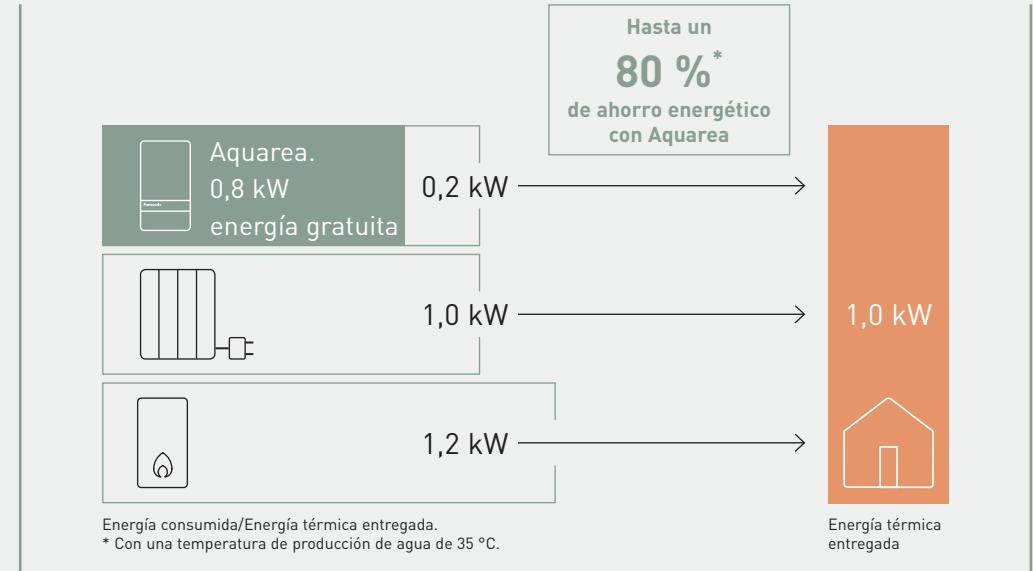 Hasta un
80 %*
de ahorro energético
con Aquarea
Aquarea.
0,8 kW
energía gratuita
0,2 kW
1,0 kW
1,0 kW
1,2 kW
Energía consumida/Energía térmica entregada.
* Con una temperatura de producción de agua de 35 °C.
Energía térmica
entregada